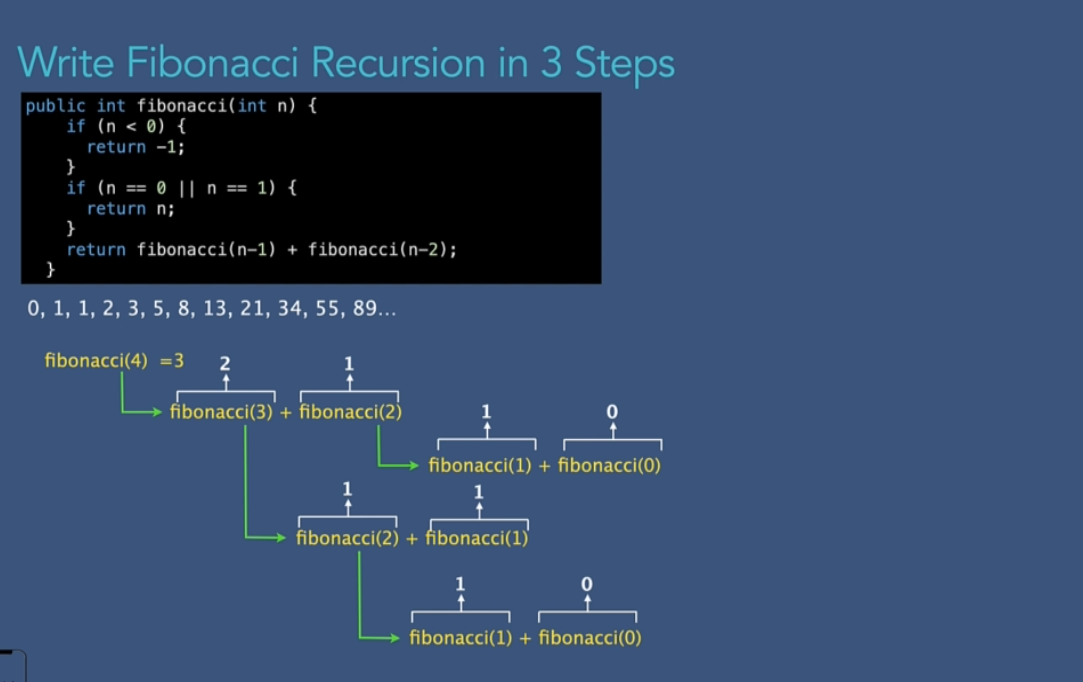 Write Fibonacci Recursion in 3 Steps
public int fibonacci(int n) {
if (n < 0) {
return -1;
}
if (n == 0 || n == 1) {
return n;
}
return fibonacci(n-1) + fibonacci(n-2);
}
0, 1, 1, 2, 3, 5, 8, 13, 21, 34, 55, 89...
fibonacci(4) =3 2 1
fibonacci(3) + fibonacci(2)
1 0
fibonacci(1) + fibonacci(0)
1 1
fibonacci(2) + fibonacci(1)
1 0
fibonacci(1) + fibonacci(0)